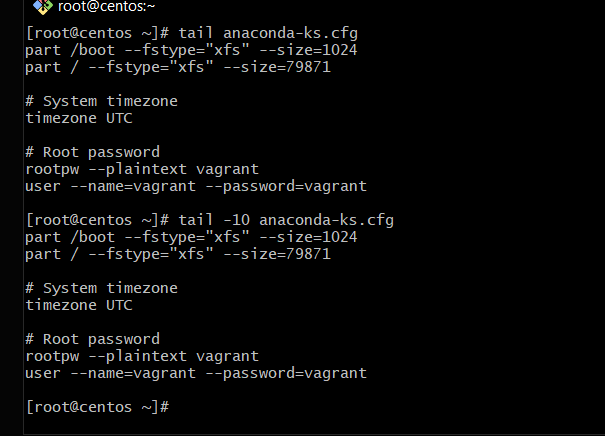 root@centos:~
[root@centos ~]# tail anaconda-ks.cfg
part /boot --fstype="xfs" --size=1024
part / --fstype="xfs" --size=79871

# System timezone
timezone UTC

# Root password
rootpw --plaintext vagrant
user --name=vagrant --password=vagrant

[root@centos ~]# tail -10 anaconda-ks.cfg
part /boot --fstype="xfs" --size=1024
part / --fstype="xfs" --size=79871

# System timezone
timezone UTC

# Root password
rootpw --plaintext vagrant
user --name=vagrant --password=vagrant

[root@centos ~]#